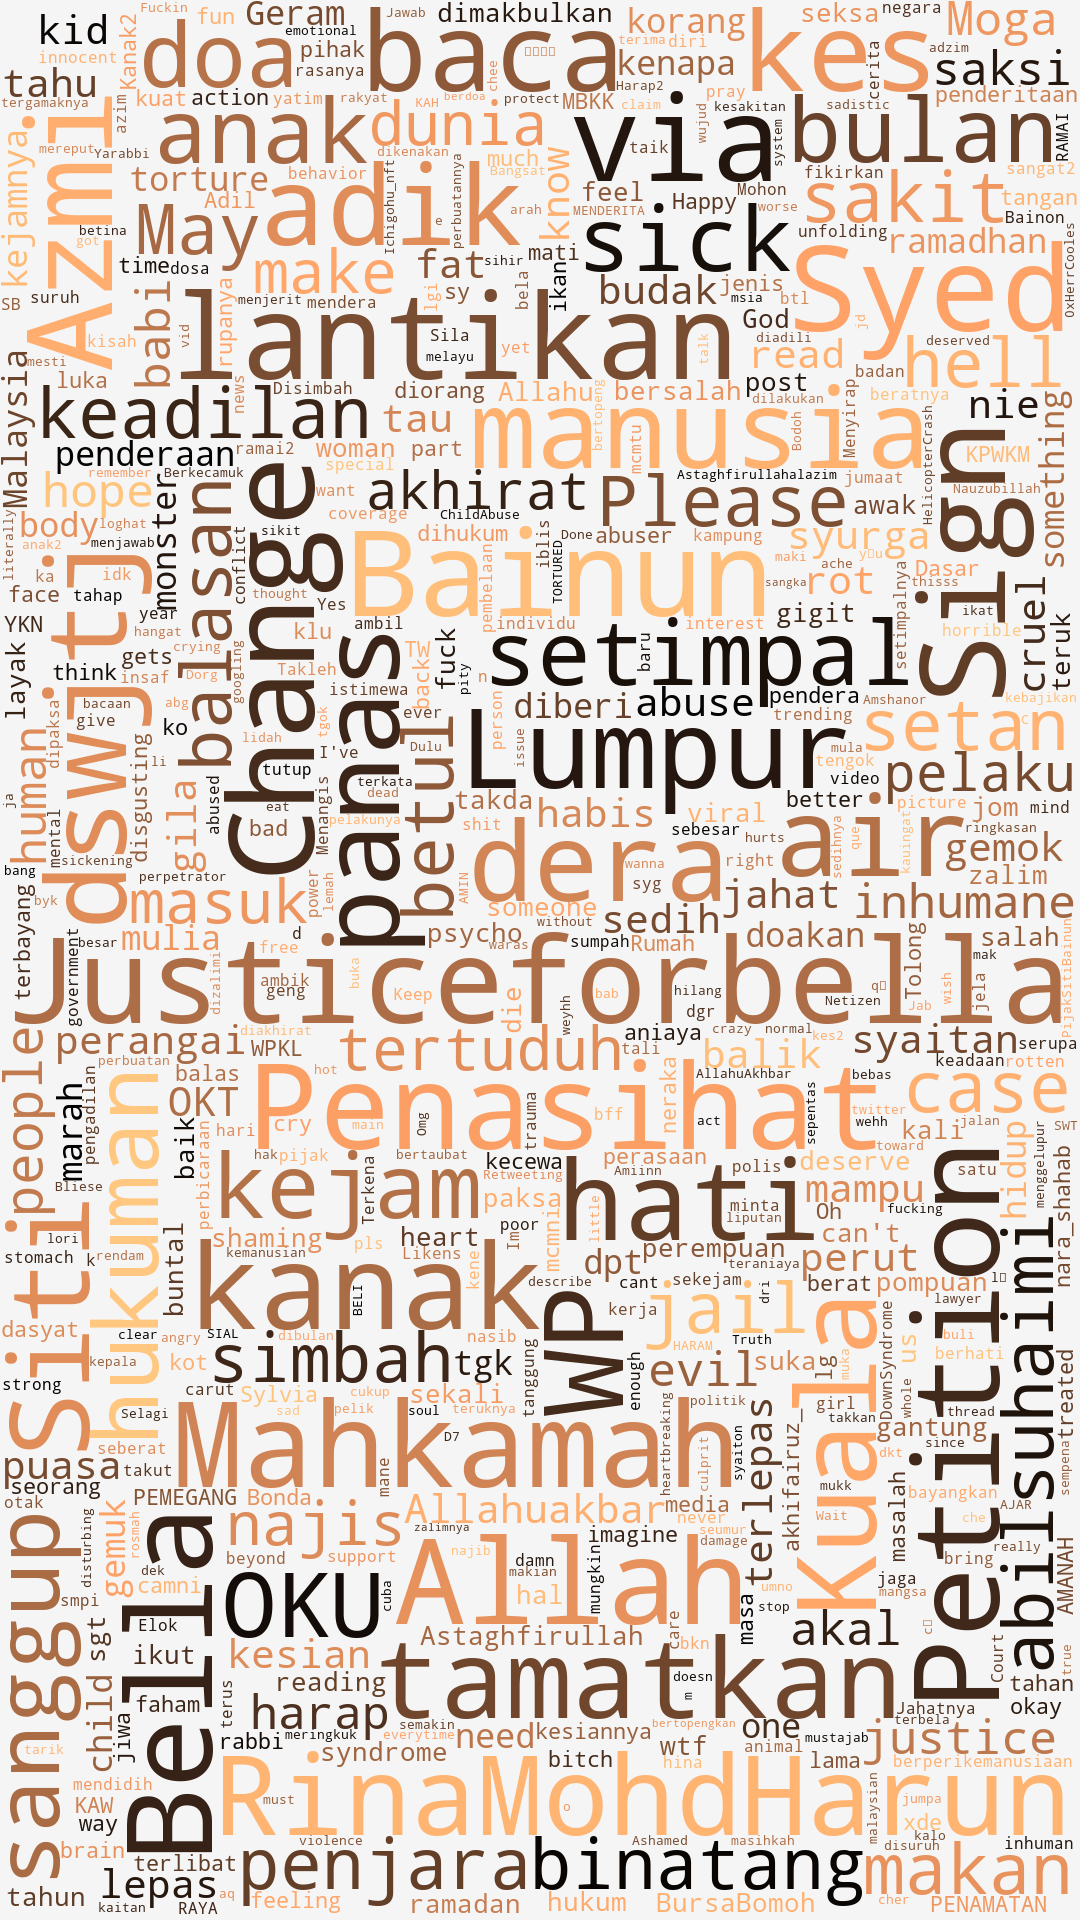 Fuckin
fun
Geram
emotional
Jawab
dimakbulkan
korang
seksa
negara
Moga
kid
innocent
Kanak2
doa
pihak
rasanya
baca
chee
terima
diri
kenapa
kes
cerita
adzim
saksi
tahu
tergamaknya
kuat
action
yatim
rakyat
KAH
berdoa
protect
MBKK
Harap2
claim
pray
kesakitan
sadistic
penderitaan
azim
anak
dunia
via
wujud
system
bulan
RAMAI
mereput
Yarabbi
dikenakan
much
Bangsat
taik
fikirkan
sangat2
kejamnya
Azmi
torture
behavior
Ichigohu_nft
adik
perbuatannya
know
feel
Happy
Mohon
worse
sakit
tangan
Adil
May
arah
MENDERITA
sick
Bainon
unfolding
ramadhan
betina
got
time
dosa
make
fat
sihir
mati
ikan
Syed
OxHerrCooles
SB
suruh
babi
rupanya
menjerit
mendera
lgi
sy
bela
budak
jenis
msia
btl
lantikan
God
diadili
jd
kisah
vid
Sila
melayu
yet
talk
read
deserved
hell
mesti
luka
news
Disimbah
diorang
Allahu
bersalah
post
dilakukan
badan
beratnya
Malaysia
keadilan
tau
manusia
bertopeng
Bodoh
Menyirap
nie
something
penderaan
ramai2
woman
part
mcmtu
HelicopterCrash
KPWKM
remember
Berkecamuk
special
want
akhirat
Astaghfirullahalazim
jumaat
Nauzubillah
hope
monster
Change
coverage
ChildAbuse
Please
awak
Sign
body
loghat
balasan
sikit
dihukum
iblis
Done
abuser
kampung
syurga
literally
anak2
menjawab
conflict
Bainun
TORTURED
maki
ache
Dasar
ka
idk
face
tahap
thought
pembelaan
sangka
rot
thisss
YKN
year
Yes
ambil
individu
interest
gigit
setimpalnya
ikat
cruel
hangat
crying
klu
TW
fuck
setimpal
baru
horrible
teruk
layak
think
gets
insaf
Dorg
googling
Takleh
panas
back
pity
n
dswtj
bacaan
abg
istimewa
diberi
abuse
pendera
Amshanor
kebajikan
give
ko
tgok
ever
person
trending
setan
C
dipaksa
lidah
I've
Dulu
issue
Lumpur
mula
human
li
tutup
terkata
betul
tengok
video
pelaku
ja
disgusting
gila
abused
eat
dead
takda
habis
viral
better
picture
jom
mind
mental
bad
Menangis
pelakunya
shit
sebesar
hurts
air
sedihnya
que
kauingat
ringkasan
gemok
bang
sickening
perpetrator
dera
wanna
right
zalim
byk
masuk
power
lemah
AMIN
syg
jahat
inhumane
terbayang
someone
without
sedih
mulia
d
psycho
waras
sumpah
Rumah
doakan
salah
besar
free
Tolong
mak
government
Justiceforbella
dizalimi
ambik
geng
buka
Keep
bab
hilang
Netizen
Jab
wish
jela
PijakSitiBainun
people
perangai
diakhirat
WPKL
die
weyhh
dgr
aniaya
crazy
normal
kes2
syaitan
serupa
perbuatan
balas
hot
tertuduh
tali
balik
keadaan
rotten
marah
pengadilan
hukuman
OKT
Penasihat
neraka
AllahuAkbar
bebas
case
baik
hari
cry
main
Omg
trauma
bff
act
sepentas
twitter
wehh
kali
jalan
SWT
toward
Bliese
hak
pijak
bertaubat
kecewa
perasaan
Amiinn
polis
deserve
satu
hidup
menggelupur
perbicaraan
kejam
Terkena
Retweeting
paksa
hati
minta
liputan
mampu
fucking
Siti
lori
buntal
shaming
kemanusian
pls
heart
Likens
poor
Im
mcmni
little
Oh
can't
nara_shahab
stomach
k
rendam
kanak
kene
describe
dpt
perempuan
teraniaya
perut
cant
sekejam
dri
berat
pompuan
lawyer
dasyat
clear
angry
SIAL
BELI
dibulan
nasib
WP
kerja
jail
HARAM
Truth
Kuala
DownSyndrome
us
buli
berhati
Petition
abilsuhaimi
kepala
kot
simbah
tgk
tanggung
enough
evil
suka
lg
muka
strong
carut
Sylvia
cukup
sekali
politik
girl
whole
thread
treated
Selagi
sad
pelik
soul
teruknya
takkan
gantung
since
seberat
Mahkamah
D7
heartbreaking
culprit
syaiton
terlepas
akhifairuz_
dkt
puasa
takut
seorang
mane
mukk
masalah
bayangkan
otak
PEMEGANG
Bonda
Allahuakbar
media
never
Wait
AJAR
che
sanggup
disturbing
gemuk
rosmah
Bella
najis
zalimnya
seumur
damage
imagine
really
dek
beyond
support
najib
damn
makian
bring
AMANAH
smpi
camni
OKU
cuba
Allah
hal
mungkin
umno
stop
masa
jaga
mangsa
Elok
child
sgt
ikut
kesian
Astaghfirullah
care
bkn
akal
Court
true
tahan
faham
terus
reading
tamatkan
doesn
m
okay
jiwa
harap
Jahatnya
terbela
rabbi
meringkuk
semakin
everytime
need
kesiannya
bertopengkan
one
mustajab
justice
tarik
syndrome
bitch
wtf
hina
animal
lama
berperikemanusiaan
mendidih
KAW
way
RinaMohdHarun
must
o
malaysian
jumpa
xde
kalo
brain
terlibat
violence
Ashamed
masihkah
disuruh
inhuman
tahun
lepas
kaitan
RAYA
aq
penjara
feeling
ramadan
binatang
hukum
BursaBomoh
makan
cher
PENAMATAN